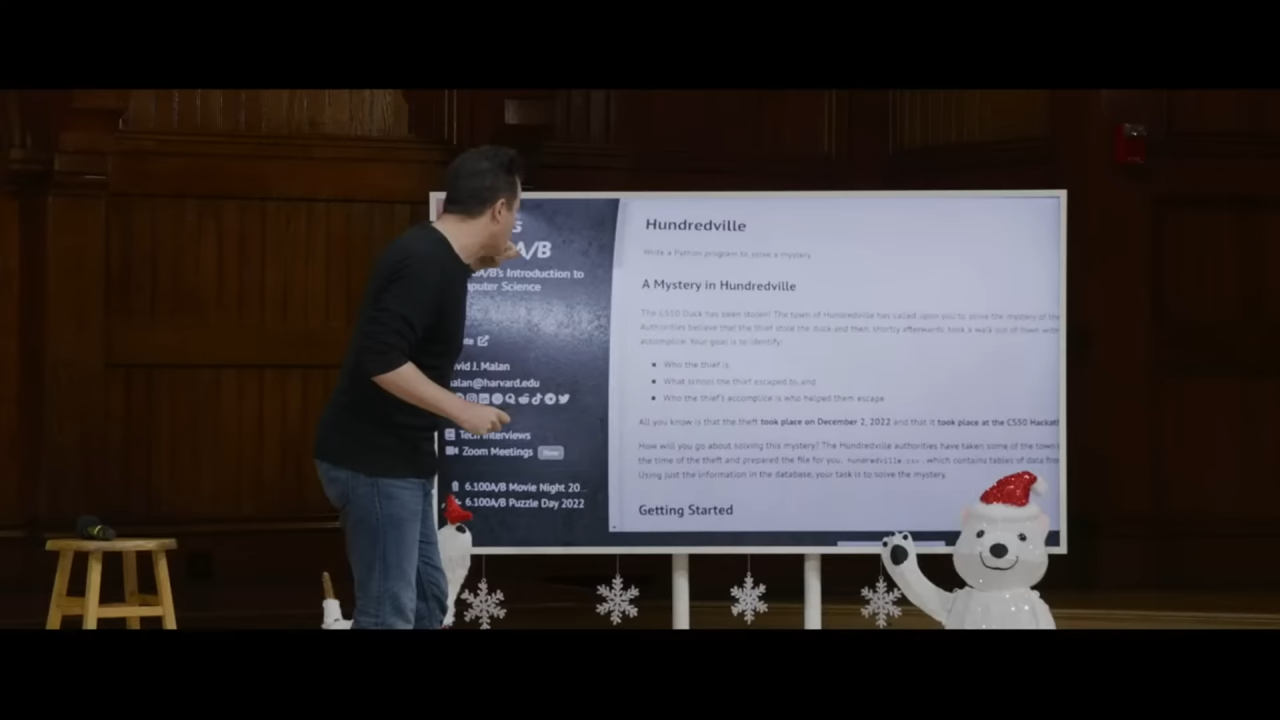 s
A/B
0A/B's Introduction to
puter Science
ate
vid J. Malan
alan@harvard.edu
Tech Interviews
Zoom Meetings New
6.100A/B Movie Night 20...
6.100A/B Puzzle Day 2022
Hundredville
Write a Python program to solve a mystery.
A Mystery in Hundredville
The CS50 Duck has been stolen! The town of Hundredville has called upon you to solve the mystery of the
Authorities believe that the thief stole the duck and then, shortly afterwards, took a walk out of town with
accomplice. Your goal is to identify:
Who the thief is,
What school the thief escaped to, and
Who the thief's accomplice is who helped them escape
All you know is that the theft took place on December 2, 2022 and that it took place at the CS50 Hackath
How will you go about solving this mystery? The Hundredville authorities have taken some of the town
the time of the theft and prepared the file for you, hundredville.csv, which contains tables of data from
Using just the information in the database, your task is to solve the mystery.
Getting Started